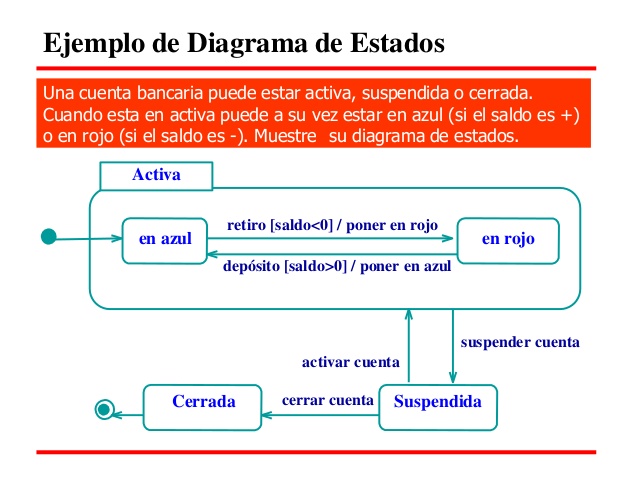 Ejemplo de Diagrama de Estados
Una cuenta bancaria puede estar activa, suspendida o cerrada.
Cuando esta en activa puede a su vez estar en azul (si el saldo es +)
o en rojo (si el saldo es -). Muestre su diagrama de estados.
Activa
retiro [saldo<0] / poner en rojo
en azul
en rojo
depósito [saldo>0] / poner en azul
suspender cuenta
activar cuenta
Cerrada
cerrar cuenta
Suspendida